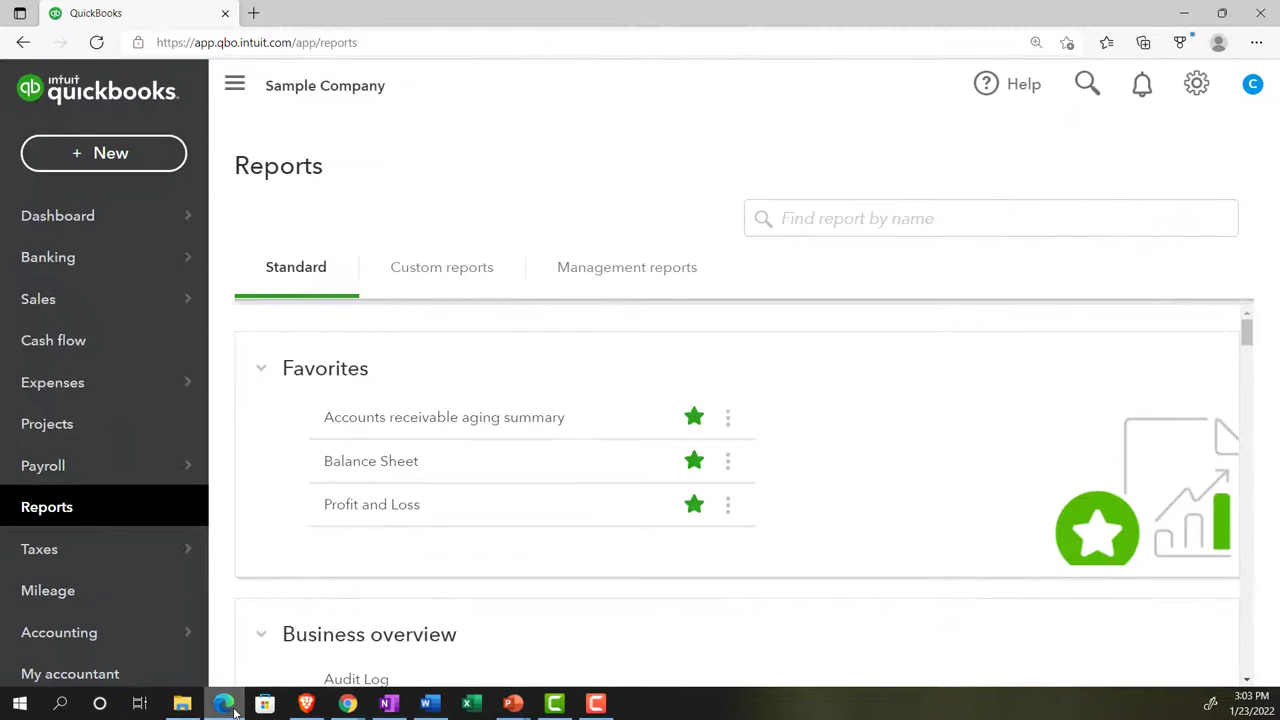 QuickBooks
https://app.qbo.intuit.com/app/reports
intuit
quickbooks.
Sample Company
Help
C
+ New
Reports
Find report by name
Dashboard
Banking
Standard
Custom reports
Management reports
Sales
Cash flow
Favorites
Expenses
Accounts receivable aging summary
Projects
Balance Sheet
Payroll
Profit and Loss
Reports
Taxes
Mileage
Accounting
Business overview
My accountant
Audit Log
3:03 PM
1/23/2022